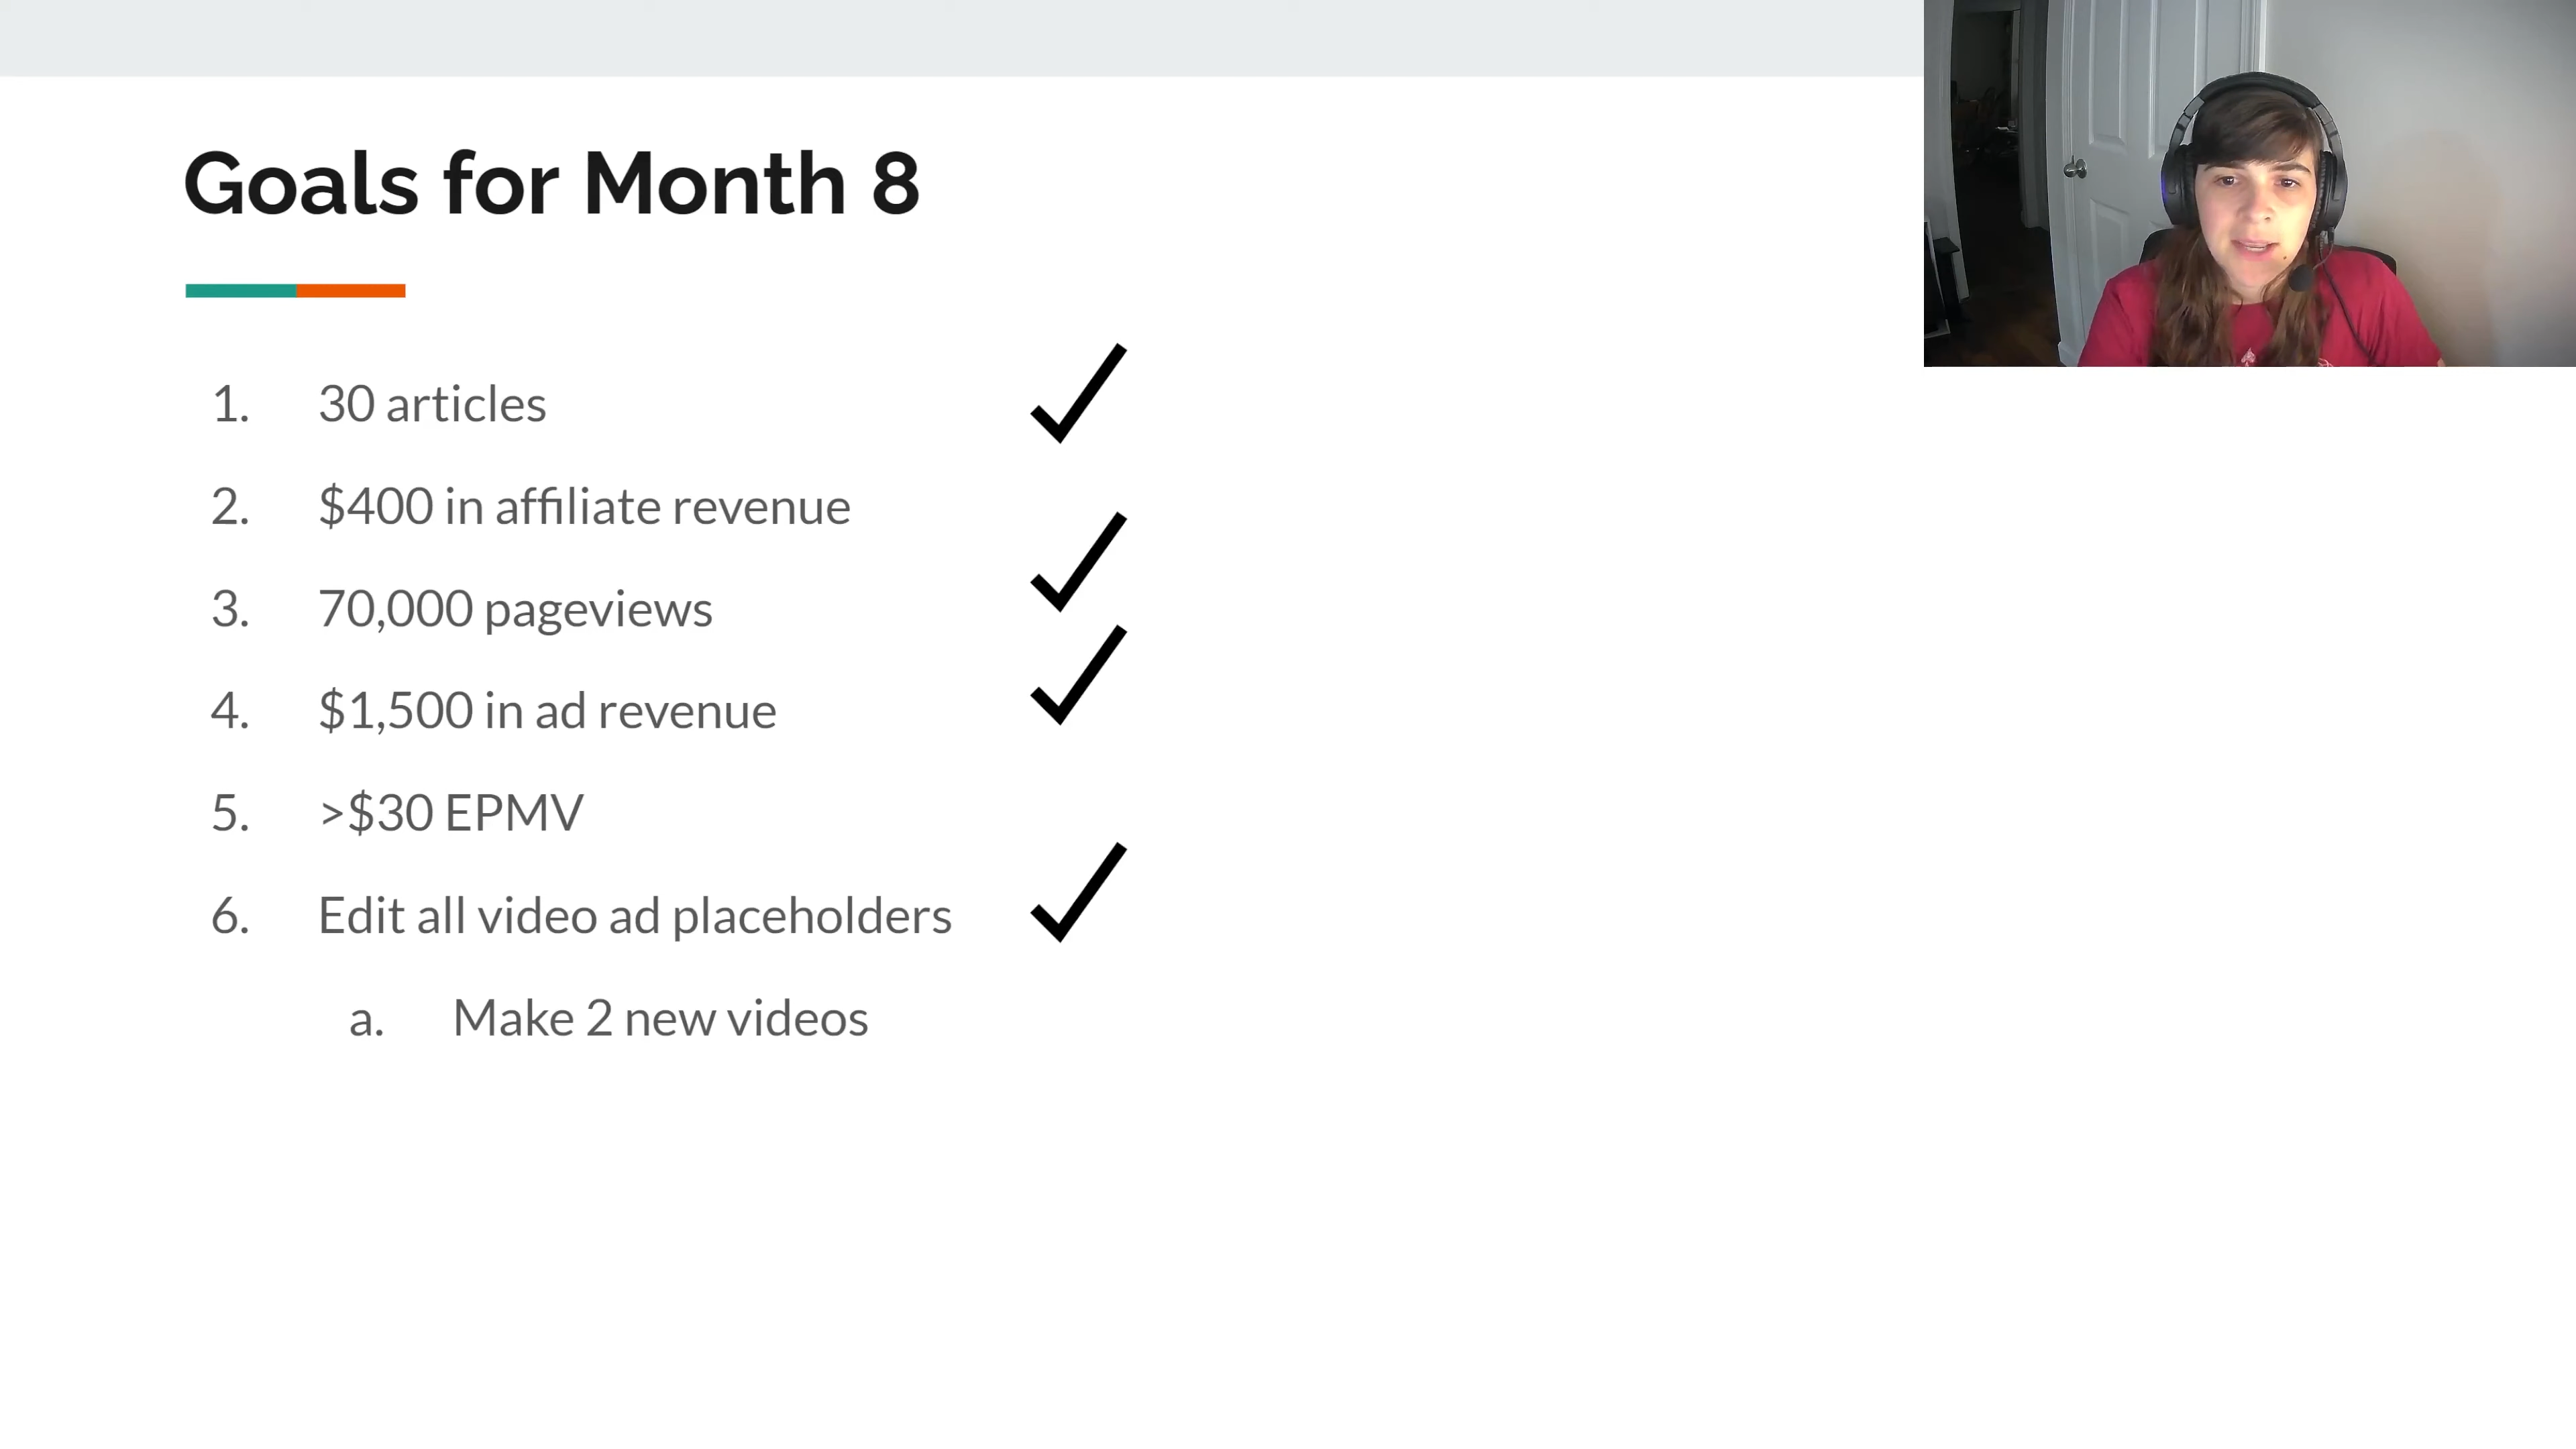 Goals for Month 8
1. 30 articles
2. $400 in affiliate revenue
3. 70,000 pageviews
4. $1,500 in ad revenue
5. >$30 EPMV
6. Edit all video ad placeholders
a. Make 2 new videos